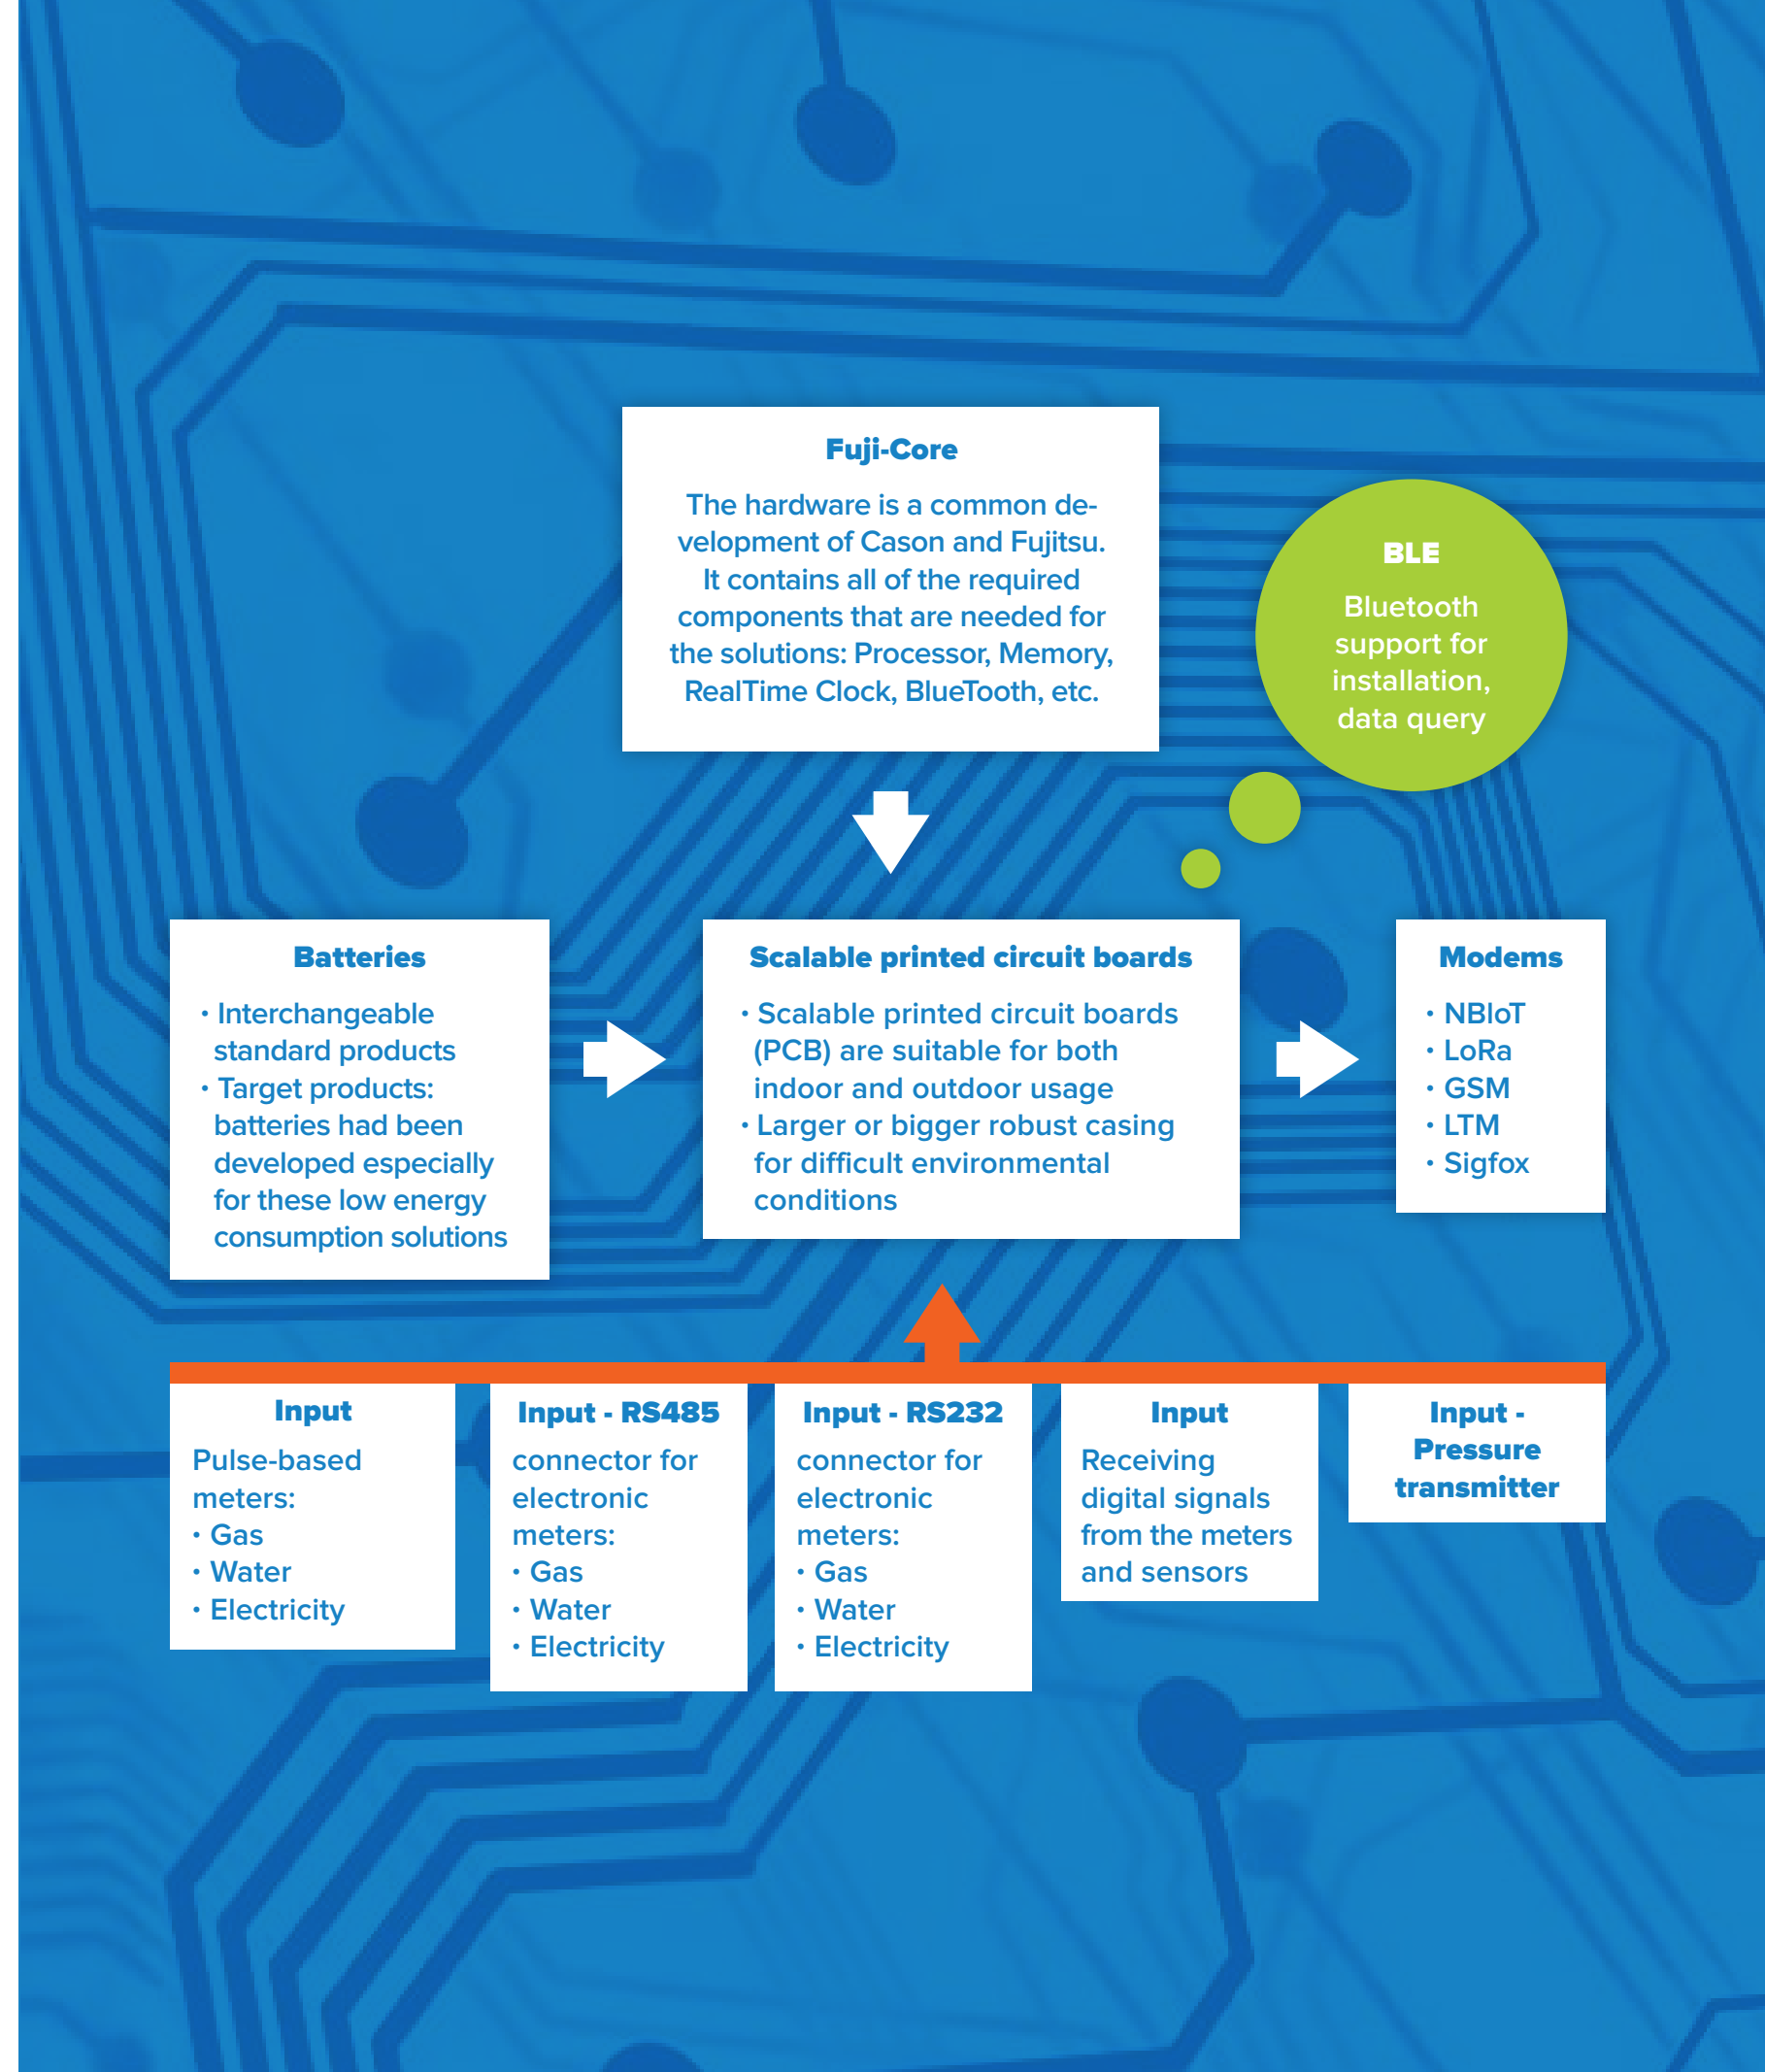 Fuji-Core
The hardware is a common de-
velopment of Cason and Fujitsu.
It contains all of the required
components that are needed for
the solutions: Processor, Memory,
RealTime Clock, BlueTooth, etc.
BLE
Bluetooth
support for
installation,
data query
Batteries
• Interchangeable
standard products
• Target products:
batteries had been
developed especially
for these low energy
consumption solutions
Scalable printed circuit boards
• Scalable printed circuit boards
(PCB) are suitable for both
indoor and outdoor usage
• Larger or bigger robust casing
for difficult environmental
conditions
Modems
• NBIoT
• LoRa
• GSM
• LTM
• Sigfox
Input
Pulse-based
meters:
• Gas
• Water
• Electricity
Input - RS485
connector for
electronic
meters:
• Gas
• Water
• Electricity
Input - RS232
connector for
electronic
meters:
• Gas
• Water
• Electricity
Input
Receiving
digital signals
from the meters
and sensors
Input -
Pressure
transmitter